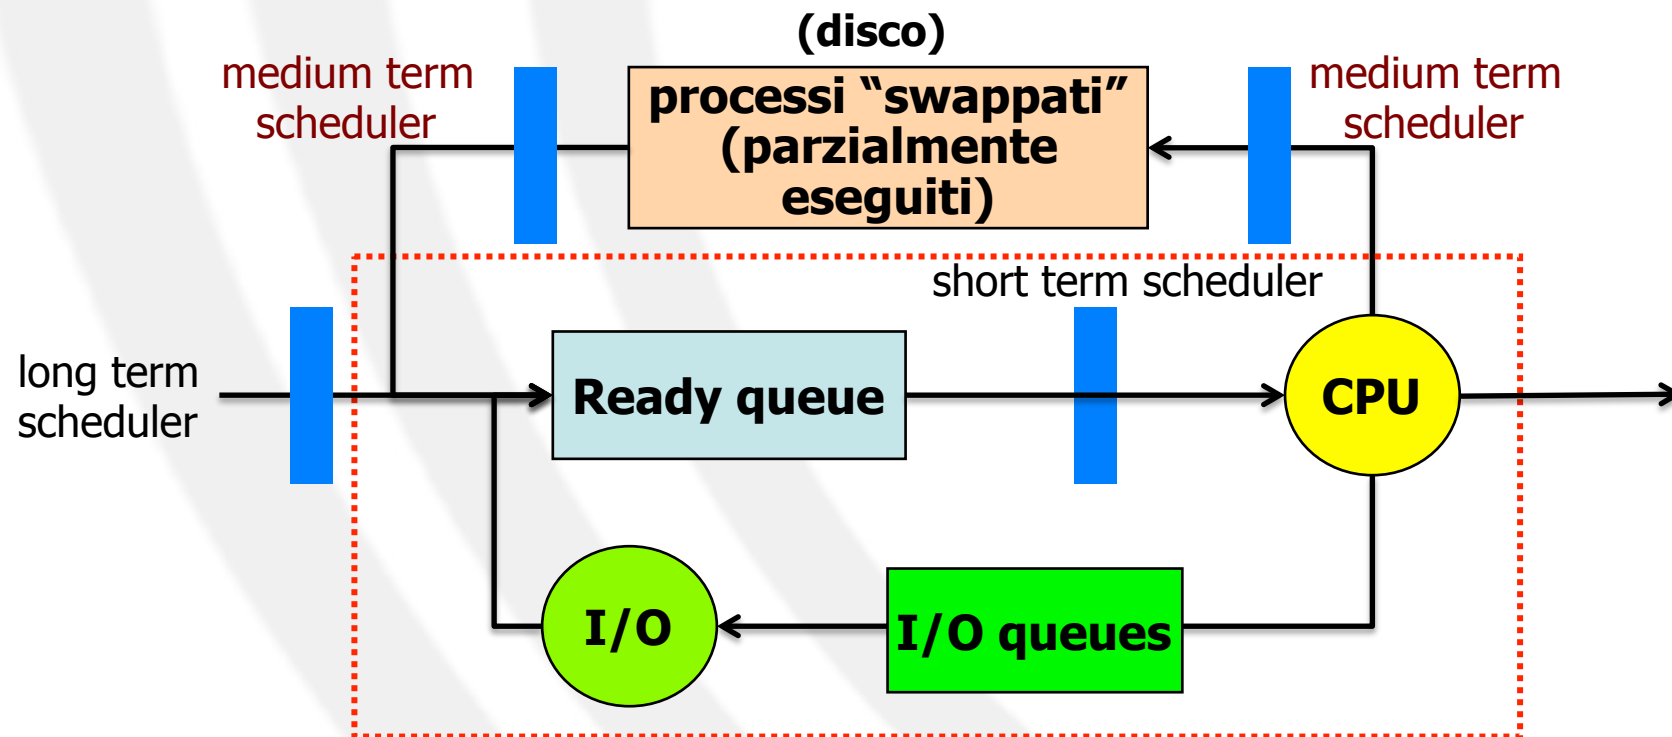 (disco)
medium term
scheduler
processi “swappati”
(parzialmente
eseguiti)
medium term
scheduler
short term scheduler
long term
scheduler
Ready queue
CPU
I/O
I/O queues